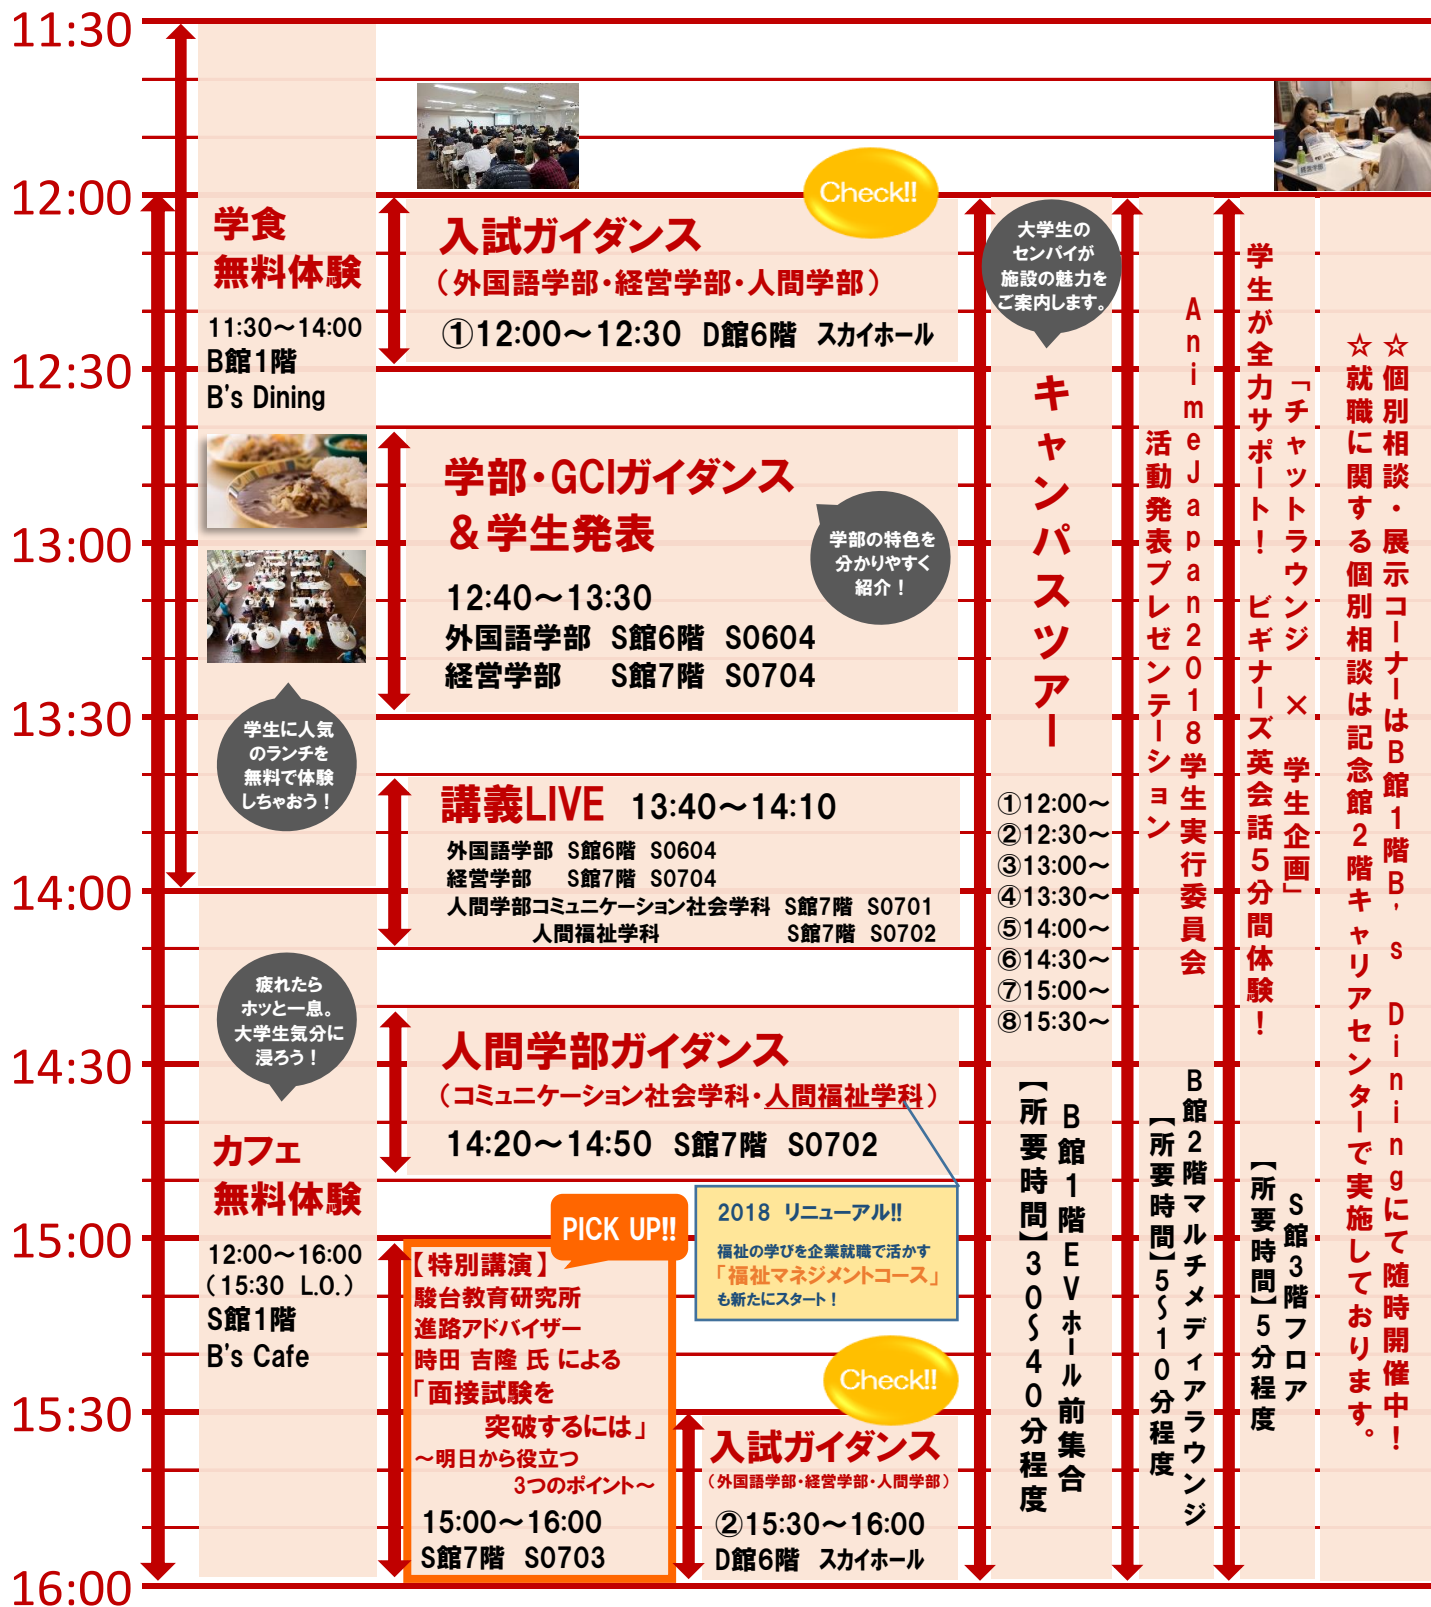 11:30
12:00
12:30
13:00
13:30
14:00
14:30
15:00
15:30
16:00
学食
無料体験
11:30～14:00
B館1階
B's Dining
学生に人気
のランチを
無料で体験
しちゃおう！
疲れたら
ホッと一息。
大学生気分に
浸ろう！
カフェ
無料体験
12:00～16:00
（15:30 L.O.）
S館1階
B's Cafe
Check!!
入試ガイダンス
（外国語学部・経営学部・人間学部）
①12:00～12:30 D館6階 スカイホール
学部・GCIガイダンス
＆学生発表
学部の特色を
分かりやすく
紹介！
12:40～13:30
外国語学部 S館6階 S0604
経営学部 S館7階 S0704
講義LIVE 13:40～14:10
外国語学部 S館6階 S0604
経営学部 S館7階 S0704
人間学部コミュニケーション社会学科 S館7階 S0701
人間福祉学科 S館7階 S0702
人間学部ガイダンス
（コミュニケーション社会学科・人間福祉学科）
14:20～14:50 S館7階 S0702
2018 リニューアル!!
福祉の学びを企業就職で活かす
「福祉マネジメントコース」
も新たにスタート！
PICK UP!!
【特別講演】
駿台教育研究所
進路アドバイザー
時田 吉隆 氏 による
「面接試験を
突破するには」
～明日から役立つ
3つのポイント～
15:00～16:00
S館7階 S0703
Check!!
入試ガイダンス
（外国語学部・経営学部・人間学部）
②15:30～16:00
D館6階 スカイホール
大学生の
センパイが
施設の魅力を
ご案内します。
キャンパスツアー
①12:00～
②12:30～
③13:00～
④13:30～
⑤14:00～
⑥14:30～
⑦15:00～
⑧15:30～
B館1階EVホール前集合
【所要時間】30～40分程度
AnimeJapan2018学生実行委員会
活動発表プレゼンテーション
B館2階マルチメディアラウンジ
【所要時間】5～10分程度
「チャットラウンジ × 学生企画」
学生が全力サポート！ ビギナーズ英会話5分間体験！
S館3階フロア
【所要時間】5分程度
☆個別相談・展示コーナーはB館1階B's Diningにて随時開催中！
☆就職に関する個別相談は記念館2階キャリアセンターで実施しております。